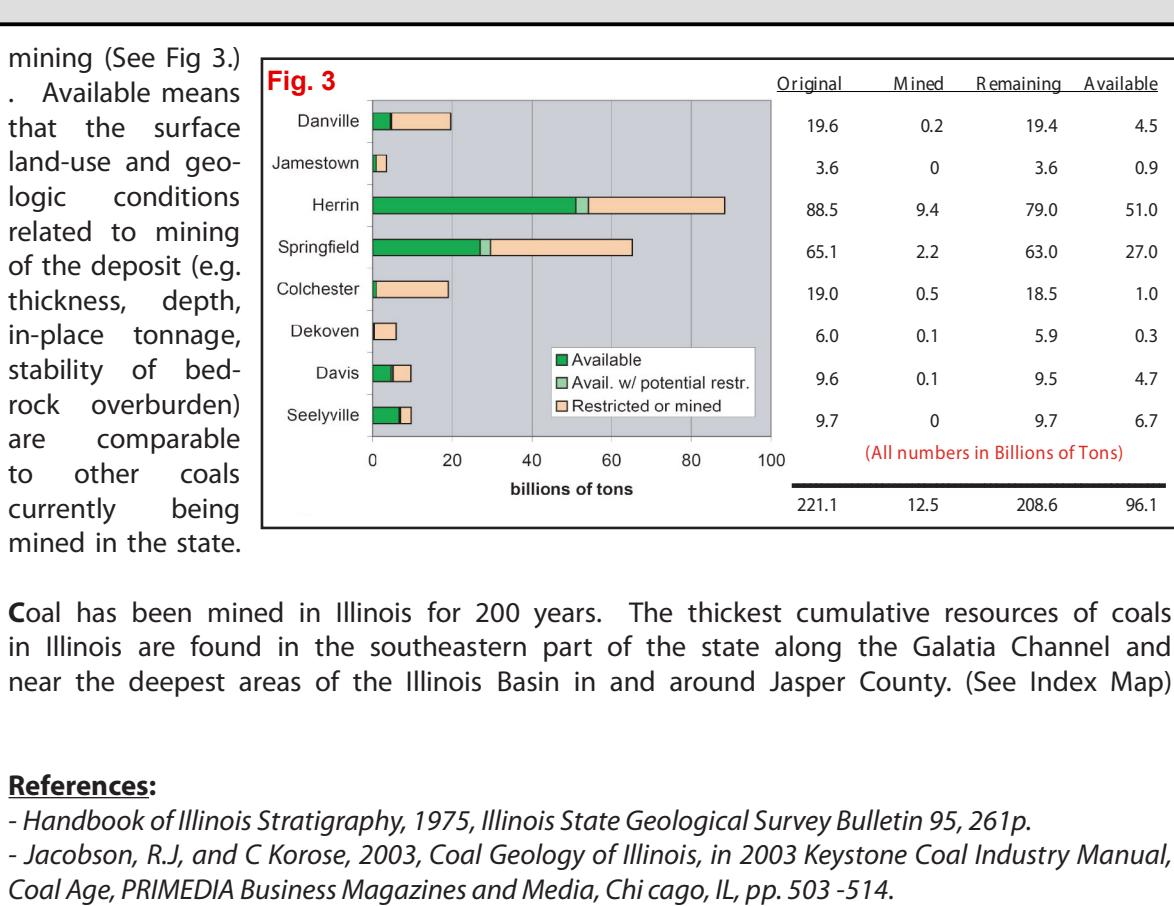 mining (See Fig 3.)
. Available means
that the surface
land-use and geo-
logic conditions
related to mining
of the deposit (e.g.
thickness, depth,
in-place tonnage,
stability of bed-
rock overburden)
are comparable
to other coals
currently being
mined in the state.
Fig. 3
Original Mined Remaining Available
Danville 19.6 0.2 19.4 4.5
Jamestown 3.6 0 3.6 0.9
Herrin 88.5 9.4 79.0 51.0
Springfield 65.1 2.2 63.0 27.0
Colchester 19.0 0.5 18.5 1.0
Dekoven 6.0 0.1 5.9 0.3
Davis 9.6 0.1 9.5 4.7
Seelyville 9.7 0 9.7 6.7
Available
Avail. w/ potential restr.
Restricted or mined
0 20 40 60 80 100
billions of tons
(All numbers in Billions of Tons)
221.1 12.5 208.6 96.1
Coal has been mined in Illinois for 200 years. The thickest cumulative resources of coals
in Illinois are found in the southeastern part of the state along the Galatia Channel and
near the deepest areas of the Illinois Basin in and around Jasper County. (See Index Map)
References:
- Handbook of Illinois Stratigraphy, 1975, Illinois State Geological Survey Bulletin 95, 261p.
- Jacobson, R.J, and C Korose, 2003, Coal Geology of Illinois, in 2003 Keystone Coal Industry Manual,
Coal Age, PRIMEDIA Business Magazines and Media, Chi cago, IL, pp. 503 -514.